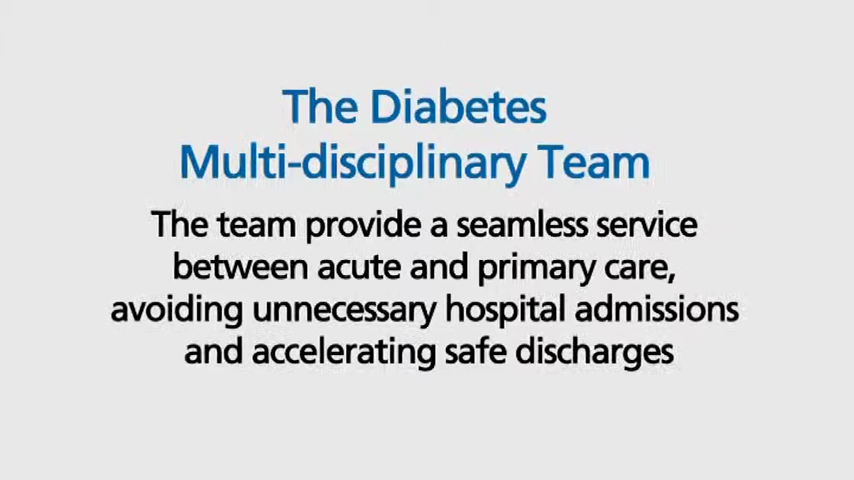 The Diabetes
Multi-disciplinary Team
The team provide a seamless service
between acute and primary care,
avoiding unnecessary hospital admissions
and accelerating safe discharges